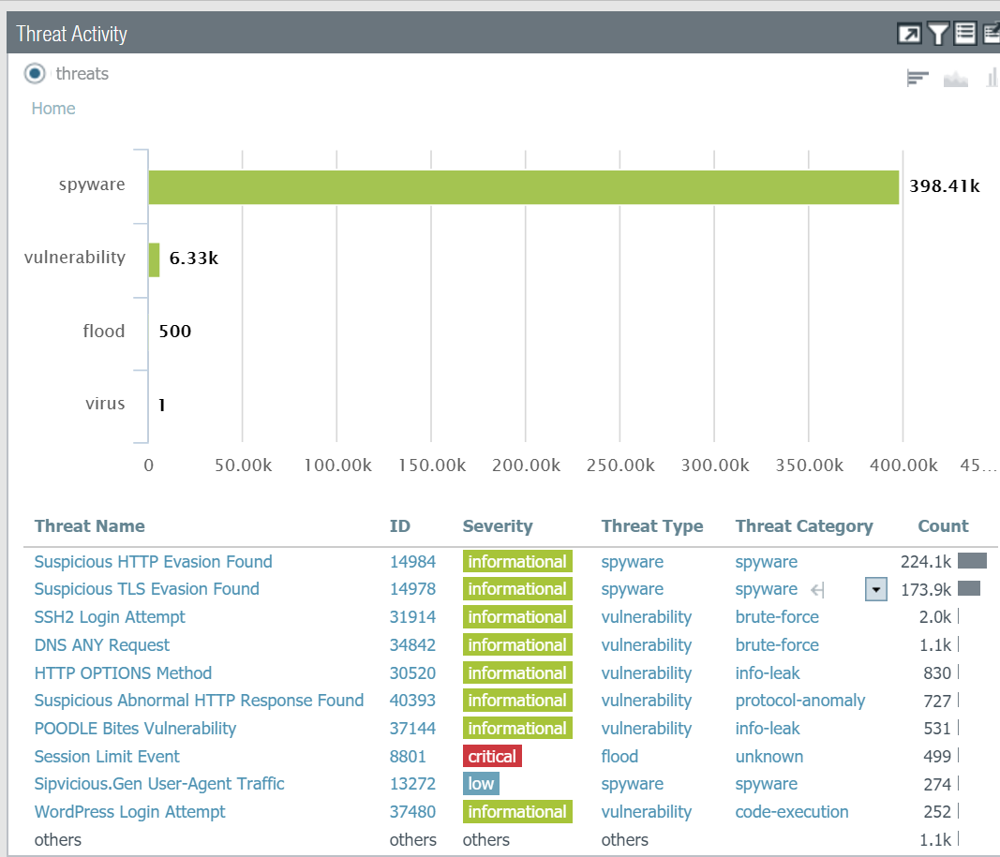 Threat Activity
threats
Home
spyware 398.41k
vulnerability 6.33k
flood 500
virus 1
0 50.00k 100.00k 150.00k 200.00k 250.00k 300.00k 350.00k 400.00k 45...
Threat Name ID Severity Threat Type Threat Category Count
Suspicious HTTP Evasion Found 14984 informational spyware spyware 224.1k
Suspicious TLS Evasion Found 14978 informational spyware spyware 173.9k
SSH2 Login Attempt 31914 informational vulnerability brute-force 2.0k
DNS ANY Request 34842 informational vulnerability brute-force 1.1k
HTTP OPTIONS Method 30520 informational vulnerability info-leak 830
Suspicious Abnormal HTTP Response Found 40393 informational vulnerability protocol-anomaly 727
POODLE Bites Vulnerability 37144 informational vulnerability info-leak 531
Session Limit Event 8801 critical flood unknown 499
Sipvicious.Gen User-Agent Traffic 13272 low spyware spyware 274
WordPress Login Attempt 37480 informational vulnerability code-execution 252
others others others others 1.1k